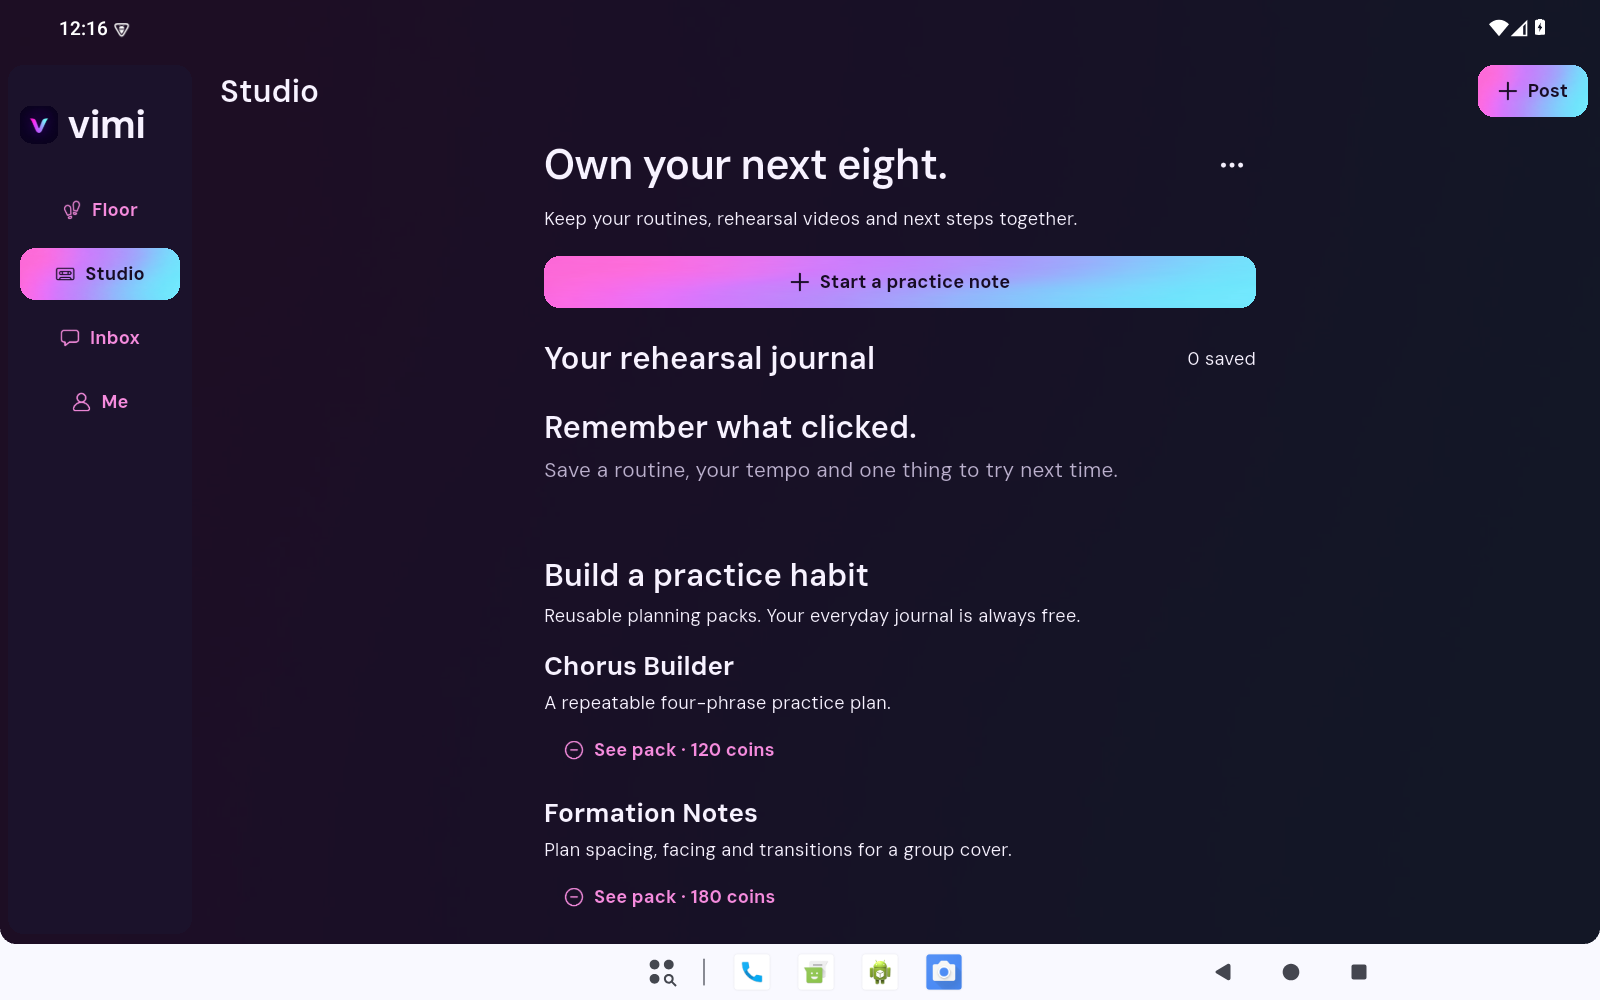 12:16
vimi
Floor
Studio
Inbox
Me
Studio
Post
Own your next eight.
Keep your routines, rehearsal videos and next steps together.
Start a practice note
Your rehearsal journal
0 saved
Remember what clicked.
Save a routine, your tempo and one thing to try next time.
Build a practice habit
Reusable planning packs. Your everyday journal is always free.
Chorus Builder
A repeatable four-phrase practice plan.
See pack · 120 coins
Formation Notes
Plan spacing, facing and transitions for a group cover.
See pack · 180 coins